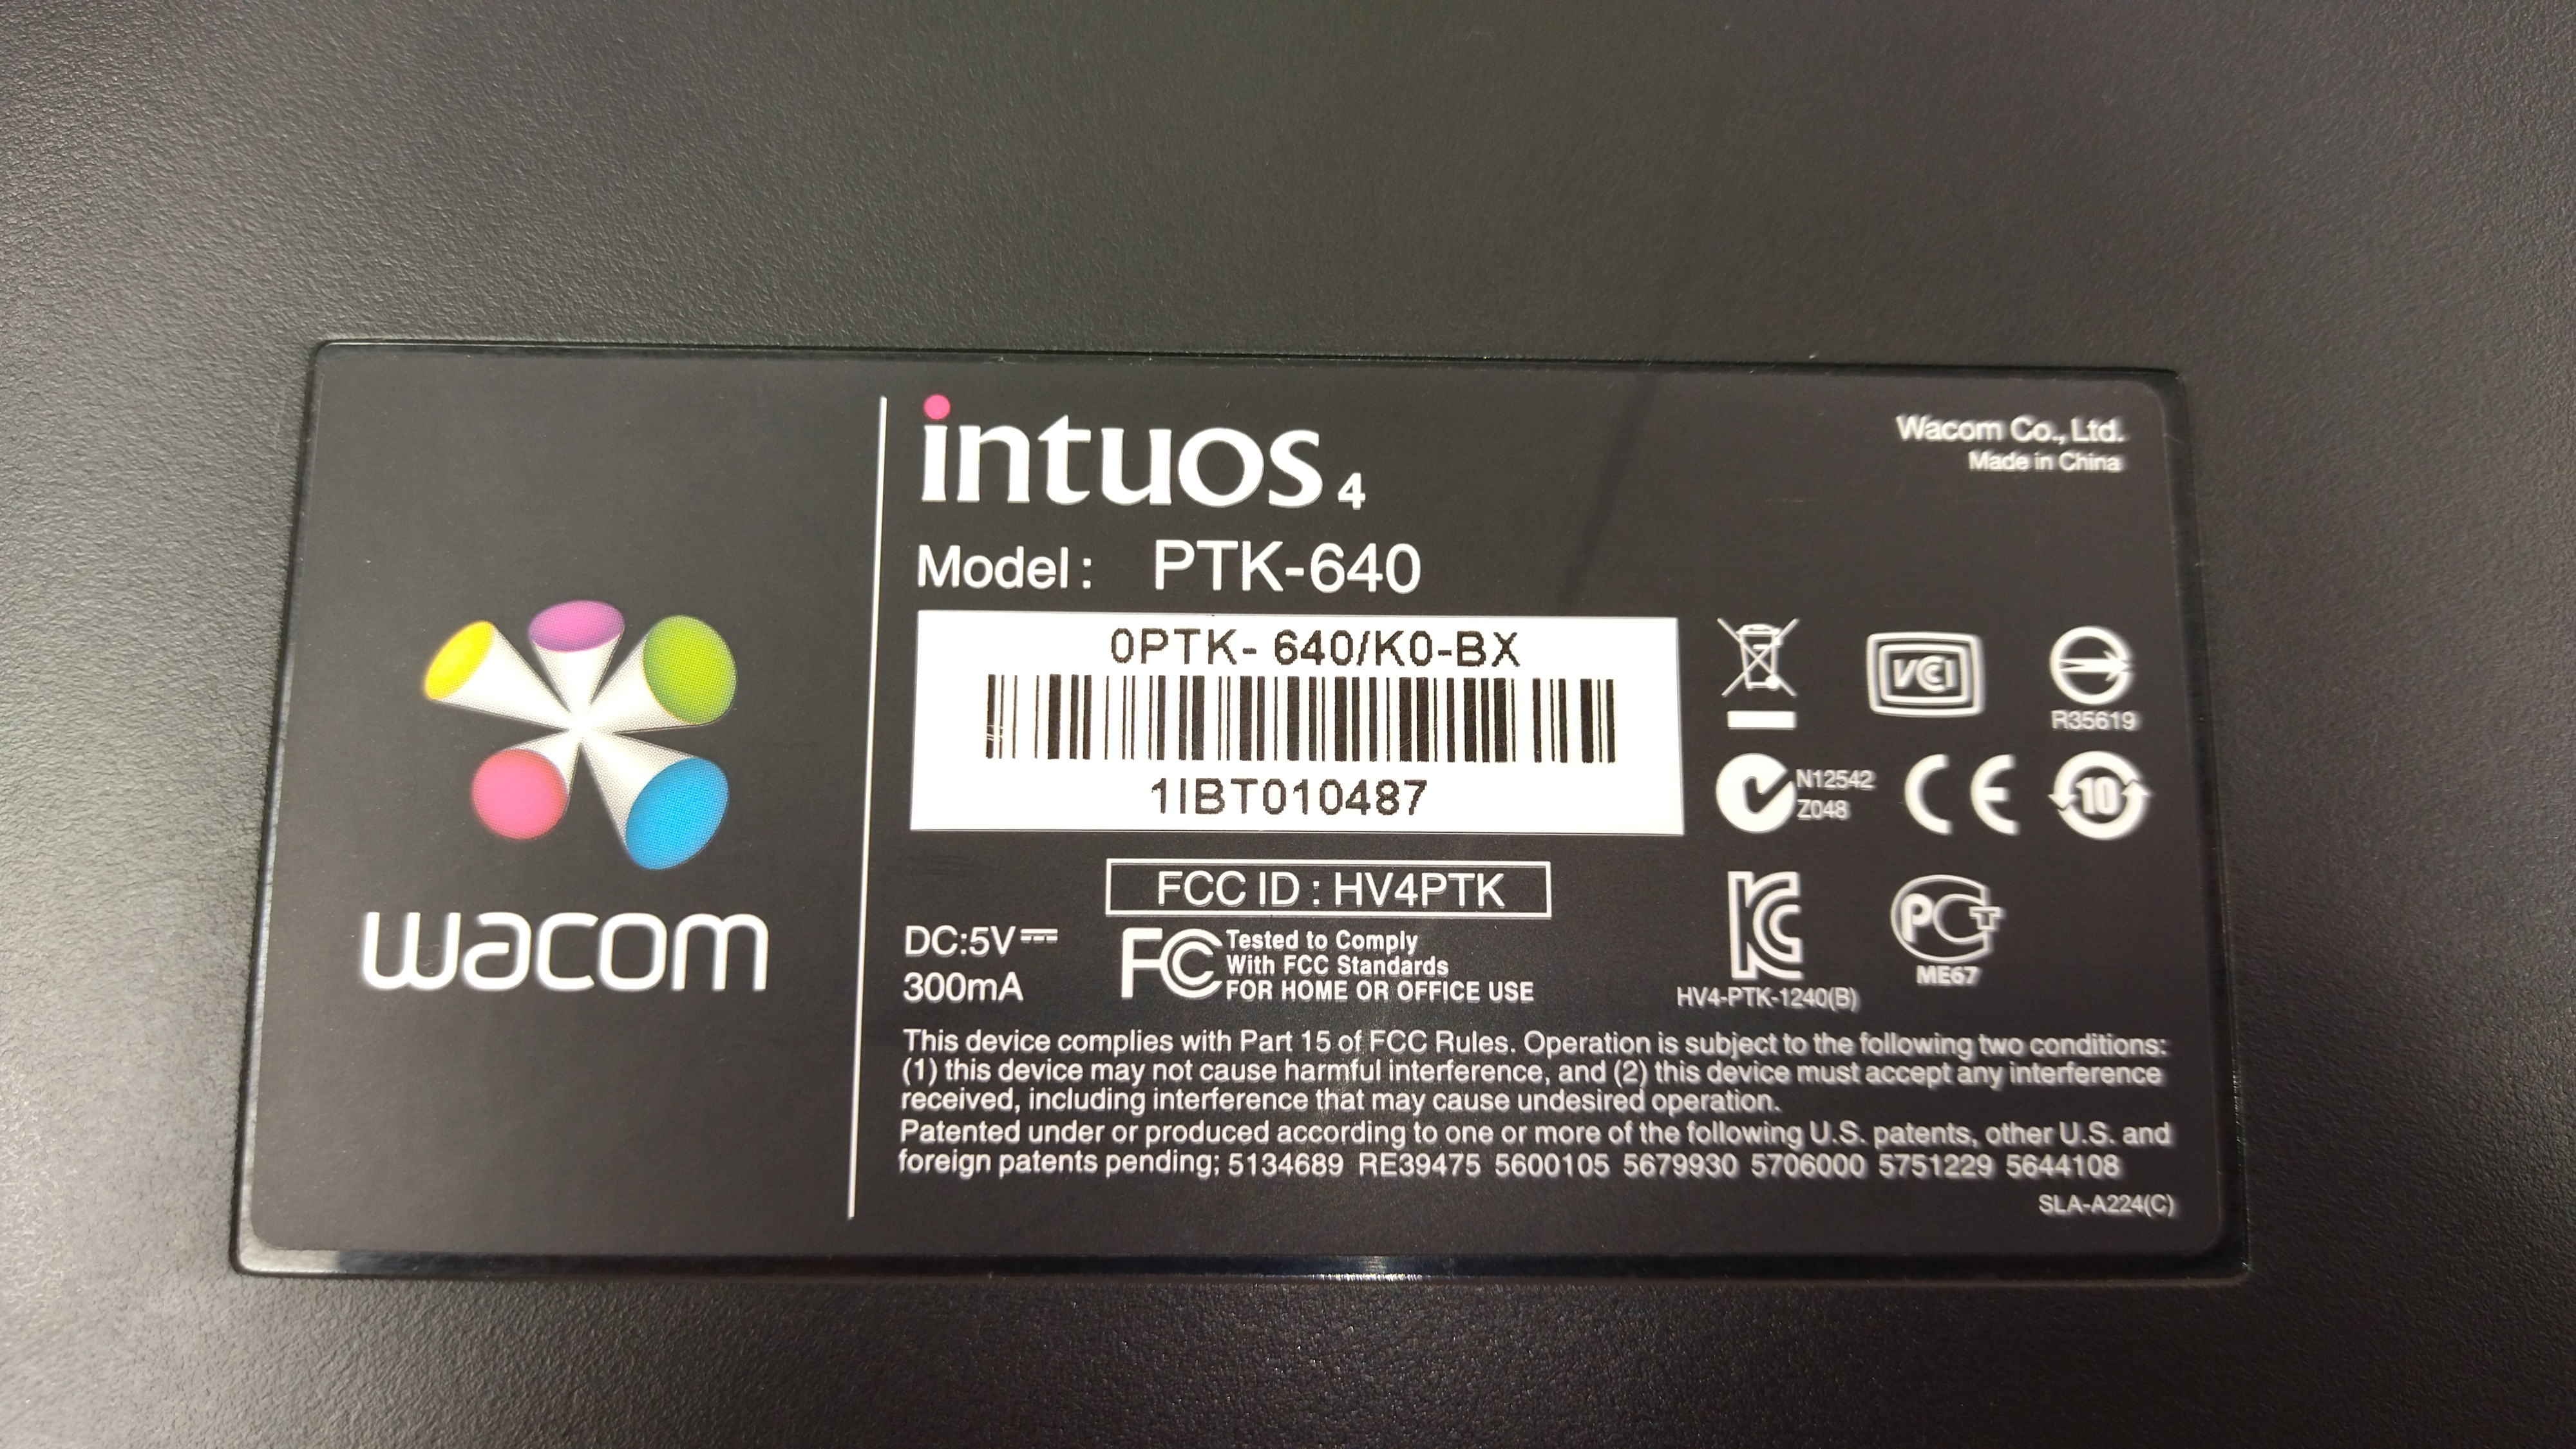 intuos 4
Wacom Co., Ltd.
Made in China
Model: PTK-640
0PTK- 640/K0-BX
1IBT010487
VCI
R35619
N12542
Z048
CE
10
FCC ID : HV4PTK
DC:5V
300mA
FC Tested to Comply
With FCC Standards
FOR HOME OR OFFICE USE
KC
HV4-PTK-1240(B)
PCT
ME67
wacom
This device complies with Part 15 of FCC Rules. Operation is subject to the following two conditions:
(1) this device may not cause harmful interference, and (2) this device must accept any interference
received, including interference that may cause undesired operation.
Patented under or produced according to one or more of the following U.S. patents, other U.S. and
foreign patents pending; 5134689 RE39475 5600105 5679930 5706000 5751229 5644108
SLA-A224(C)